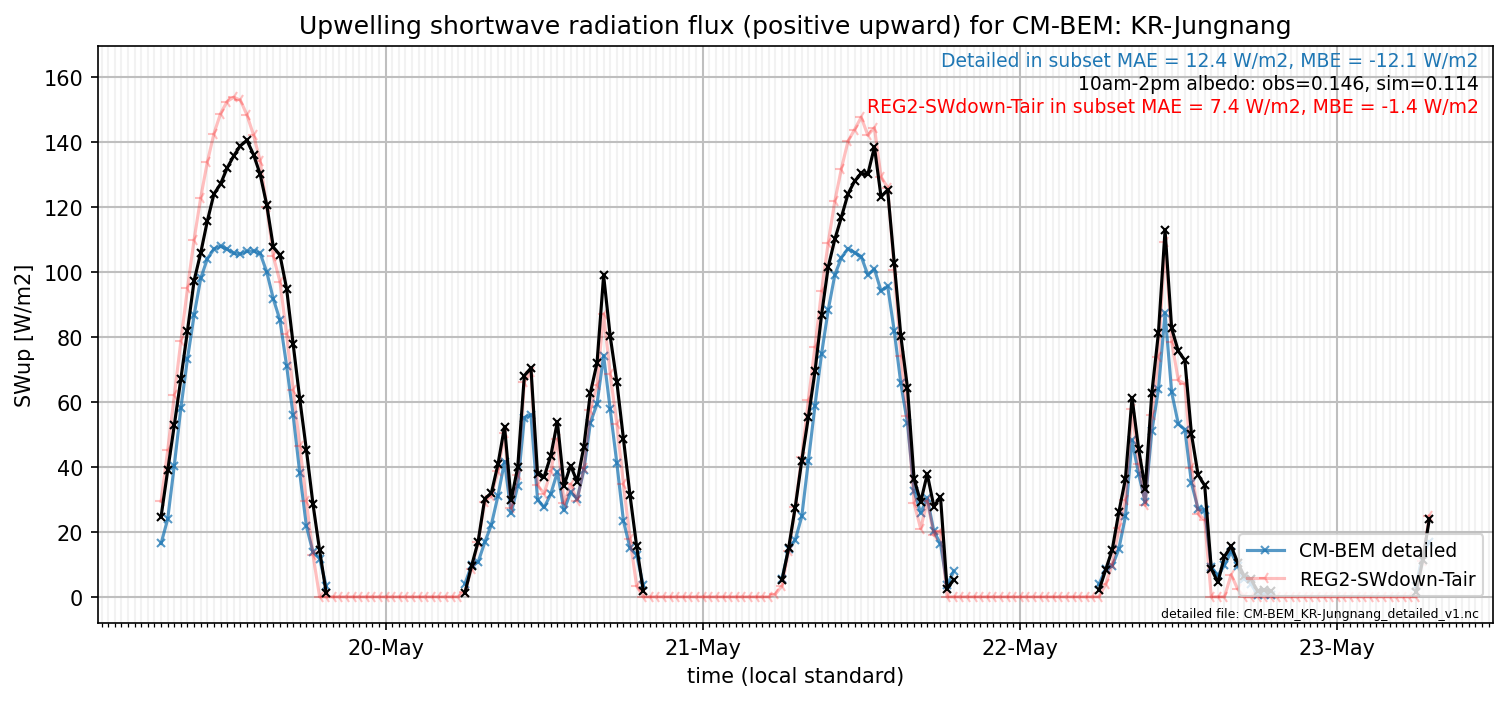 Upwelling shortwave radiation flux (positive upward) for CM-BEM: KR-Jungnang
Detailed in subset MAE = 12.4 W/m2, MBE = -12.1 W/m2
10am-2pm albedo: obs=0.146, sim=0.114
REG2-SWdown-Tair in subset MAE = 7.4 W/m2, MBE = -1.4 W/m2
SWup [W/m2]
160
140
120
100
80
60
40
20
0
CM-BEM detailed
REG2-SWdown-Tair
detailed file: CM-BEM_KR-Jungnang_detailed_v1.nc
20-May
21-May
22-May
23-May
time (local standard)